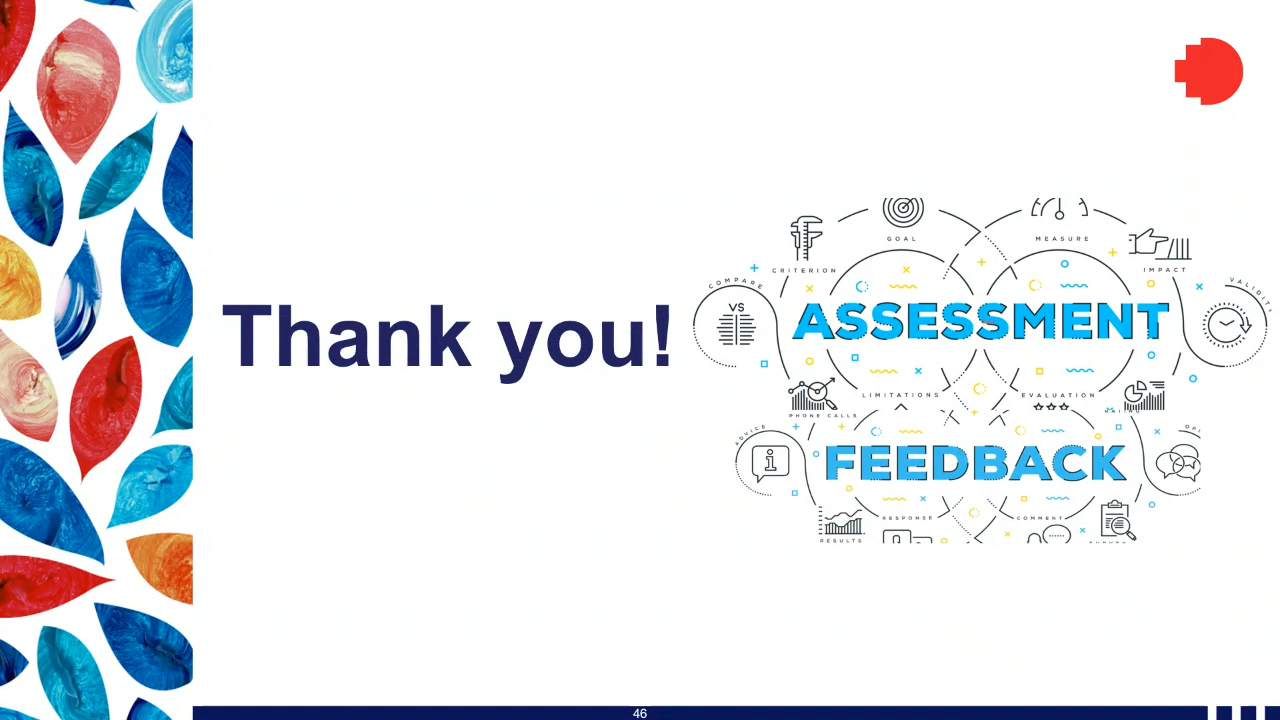 Thank you!
GOAL
MEASURE
CRITERION
IMPACT
COMPARE
VALIDIT
VS
ASSESSMENT
LIMITATIONS
EVALUATION
PHONE CALLS
ADVICE
i
FEEDBACK
RESPONSE
COMMENT
RESULTS
46